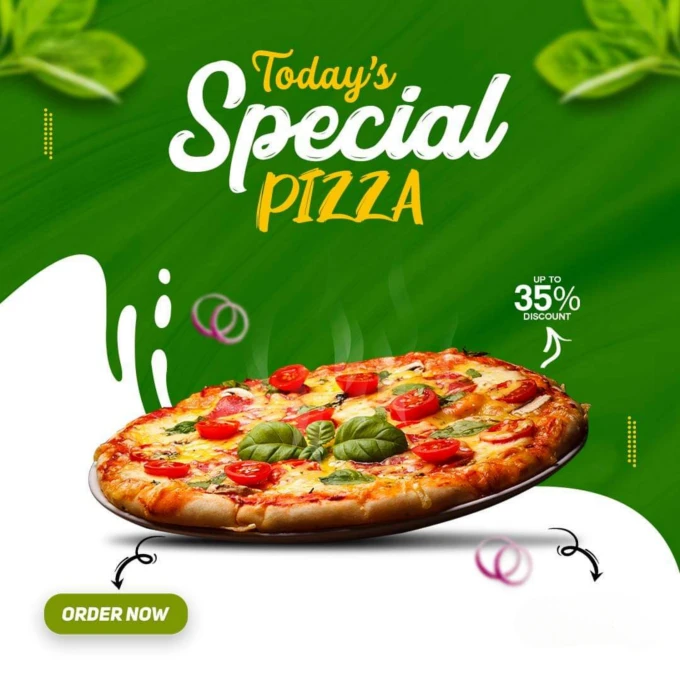 Today's
Special
PIZZA
UP TO
35%
DISCOUNT
ORDER NOW